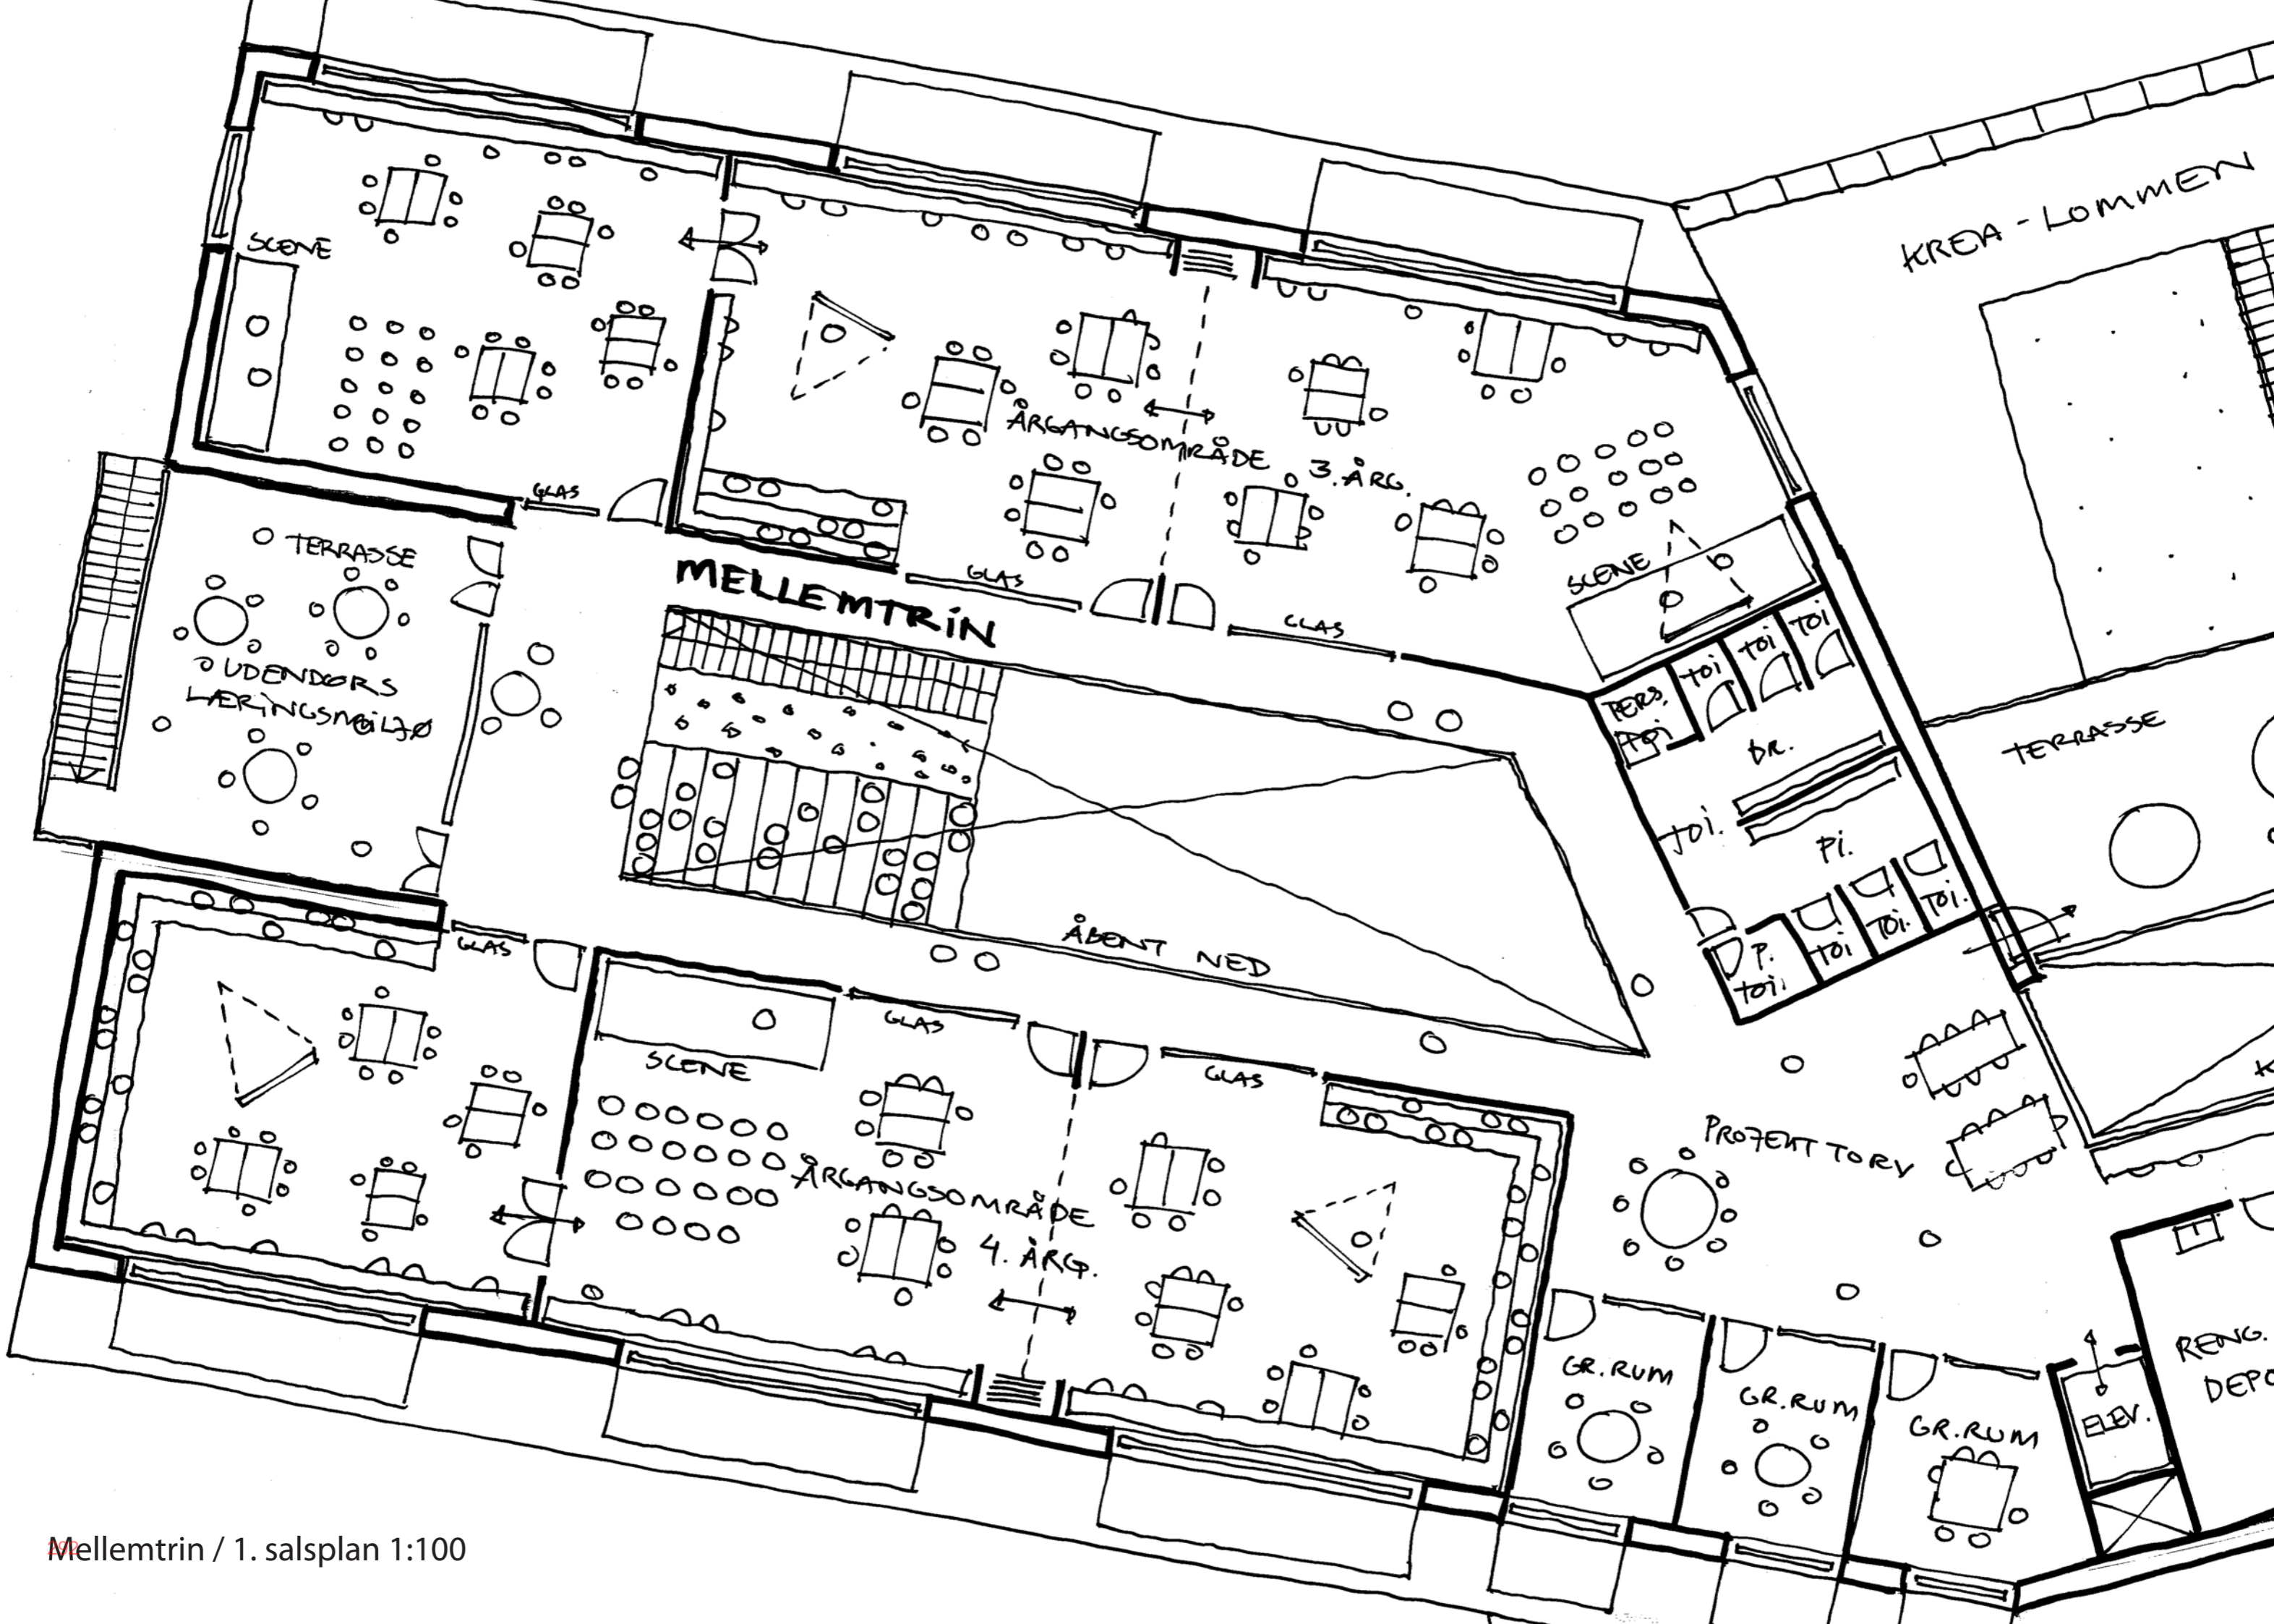 KREA-LOMMEN
SCENE
ÅRGANGSOMRÅDE 3. ÅRG.
GLAS
TERRASSE
UDENDØRS
LÆRINGSMILJØ
MELLEMTRIN
GLAS
GLAS
SCENE
PERS.
TOI
TOI
TOI
TOI
DR.
TOI.
PI.
TERRASSE
P.
TOI.
TOI
TOI.
TOI.
ÅBENT NED
GLAS
GLAS
GLAS
SCENE
ÅRGANGSOMRÅDE
4. ÅRG.
PROJEKT TORV
K
GR.RUM
GR.RUM
GR.RUM
ELEV.
RENG.
DEPO
292
Mellemtrin / 1. salsplan 1:100